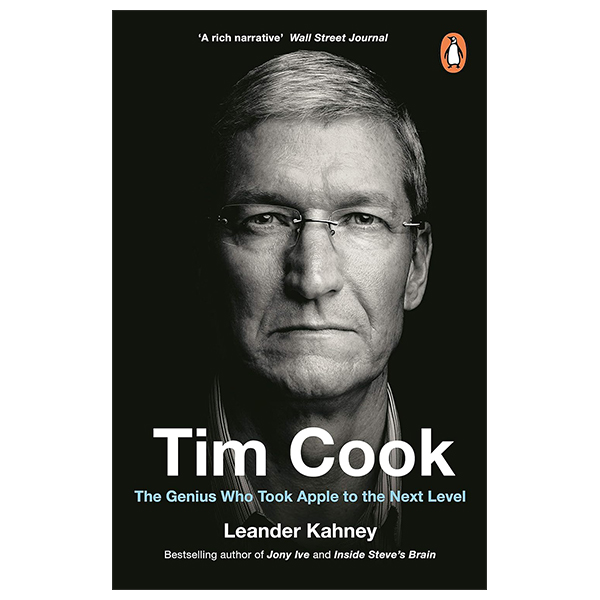 ‘A rich narrative’ Wall Street Journal
Tim Cook
The Genius Who Took Apple to the Next Level
Leander Kahney
Bestselling author of Jony Ive and Inside Steve’s Brain